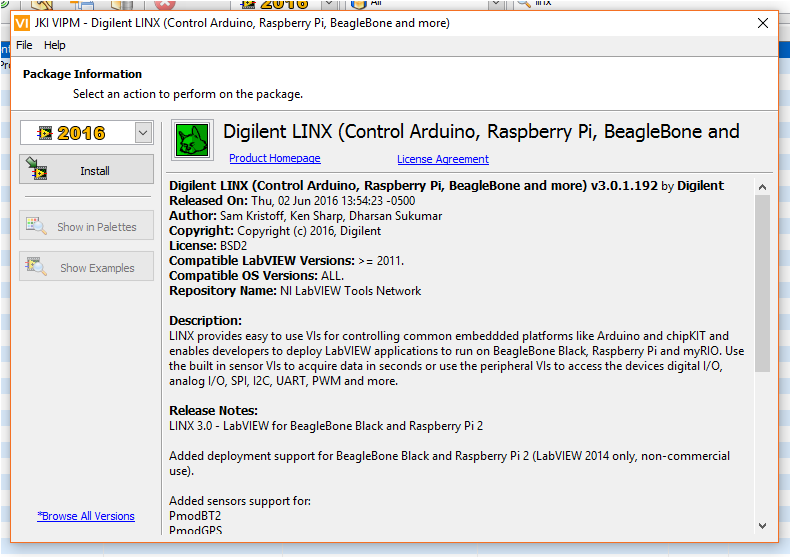 2016
All
linx
JKI VIPM - Digilent LINX (Control Arduino, Raspberry Pi, BeagleBone and more)
File Help
Package Information
Select an action to perform on the package.
2016
Install
Show in Palettes
Show Examples
*Browse All Versions
Digilent LINX (Control Arduino, Raspberry Pi, BeagleBone and
Product Homepage
License Agreement
Digilent LINX (Control Arduino, Raspberry Pi, BeagleBone and more) v3.0.1.192 by Digilent
Released On: Thu, 02 Jun 2016 13:54:23 -0500
Author: Sam Kristoff, Ken Sharp, Dharsan Sukumar
Copyright: Copyright (c) 2016, Digilent
License: BSD2
Compatible LabVIEW Versions: >= 2011.
Compatible OS Versions: ALL.
Repository Name: NI LabVIEW Tools Network
Description:
LINX provides easy to use VIs for controlling common embeddded platforms like Arduino and chipKIT and
enables developers to deploy LabVIEW applications to run on BeagleBone Black, Raspberry Pi and myRIO. Use
the built in sensor VIs to acquire data in seconds or use the peripheral VIs to access the devices digital I/O,
analog I/O, SPI, I2C, UART, PWM and more.
Release Notes:
LINX 3.0 - LabVIEW for BeagleBone Black and Raspberry Pi 2
Added deployment support for BeagleBone Black and Raspberry Pi 2 (LabVIEW 2014 only, non-commercial
use).
Added sensors support for:
PmodBT2
PmodGPS